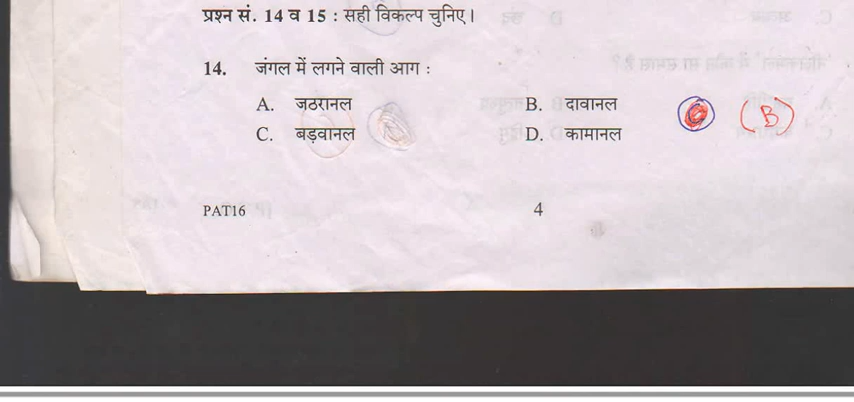 प्रश्न सं. 14 व 15 : सही विकल्प चुनिए।
14. जंगल में लगने वाली आग :
A. जठरानल B. दावानल (B)
C. बड़वानल D. कामानल
PAT16 4